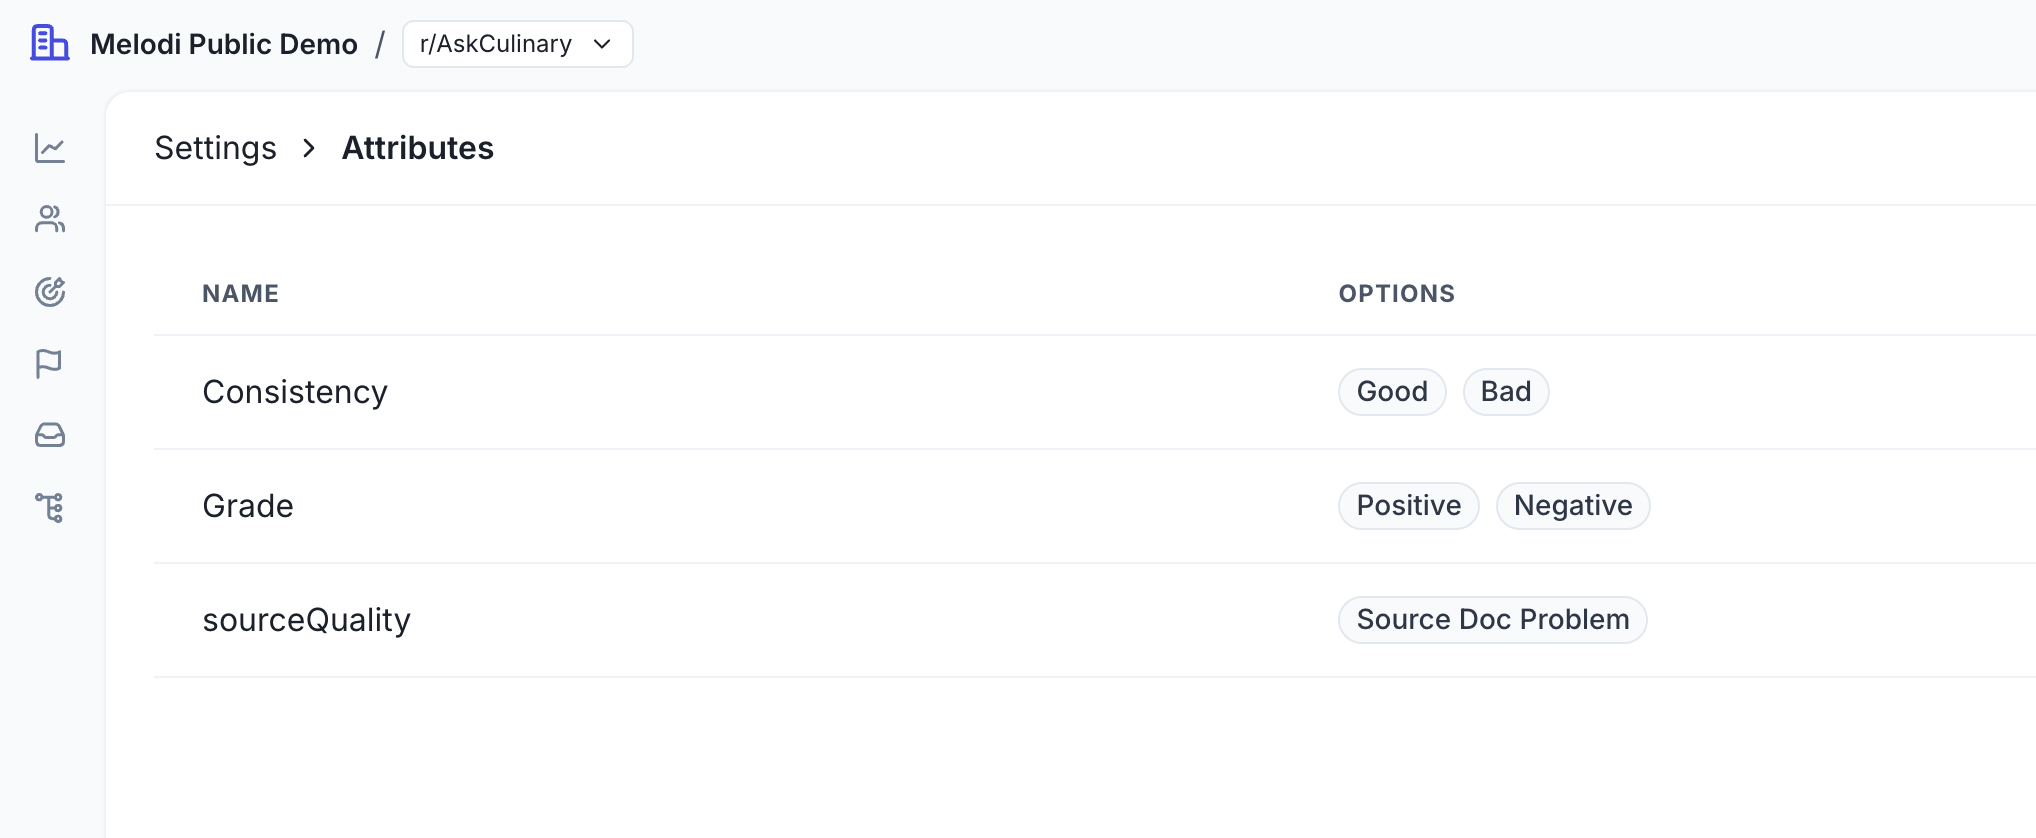 Melodi Public Demo / r/AskCulinary
Settings > Attributes
NAME OPTIONS
Consistency Good Bad
Grade Positive Negative
sourceQuality Source Doc Problem